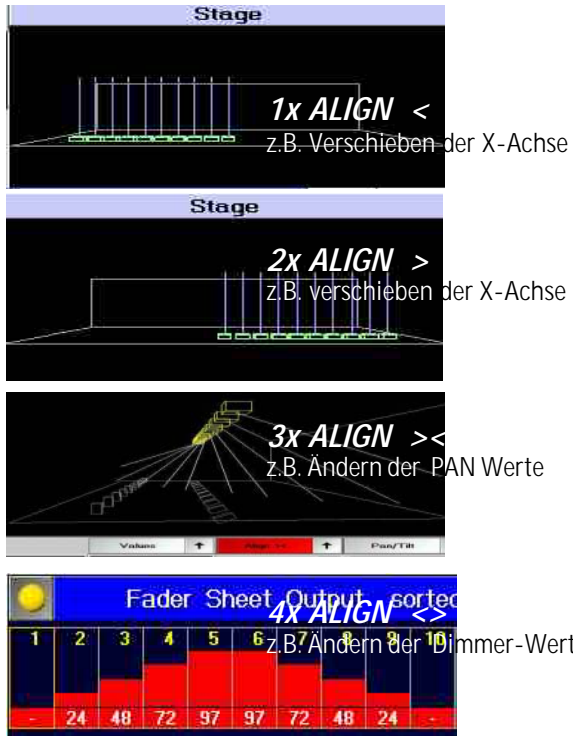 Stage
1x ALIGN <
z.B. Verschieben der X-Achse
Stage
2x ALIGN >
z.B. verschieben der X-Achse
3x ALIGN ><
z.B. Ändern der PAN Werte
Values Align >< Pan/Tilt
Fader Sheet Output sorted
4x ALIGN <>
z.B. Ändern der Dimmer-Wert
1 2 3 4 5 6 7 8 9 10
- 24 48 72 97 97 72 48 24 -